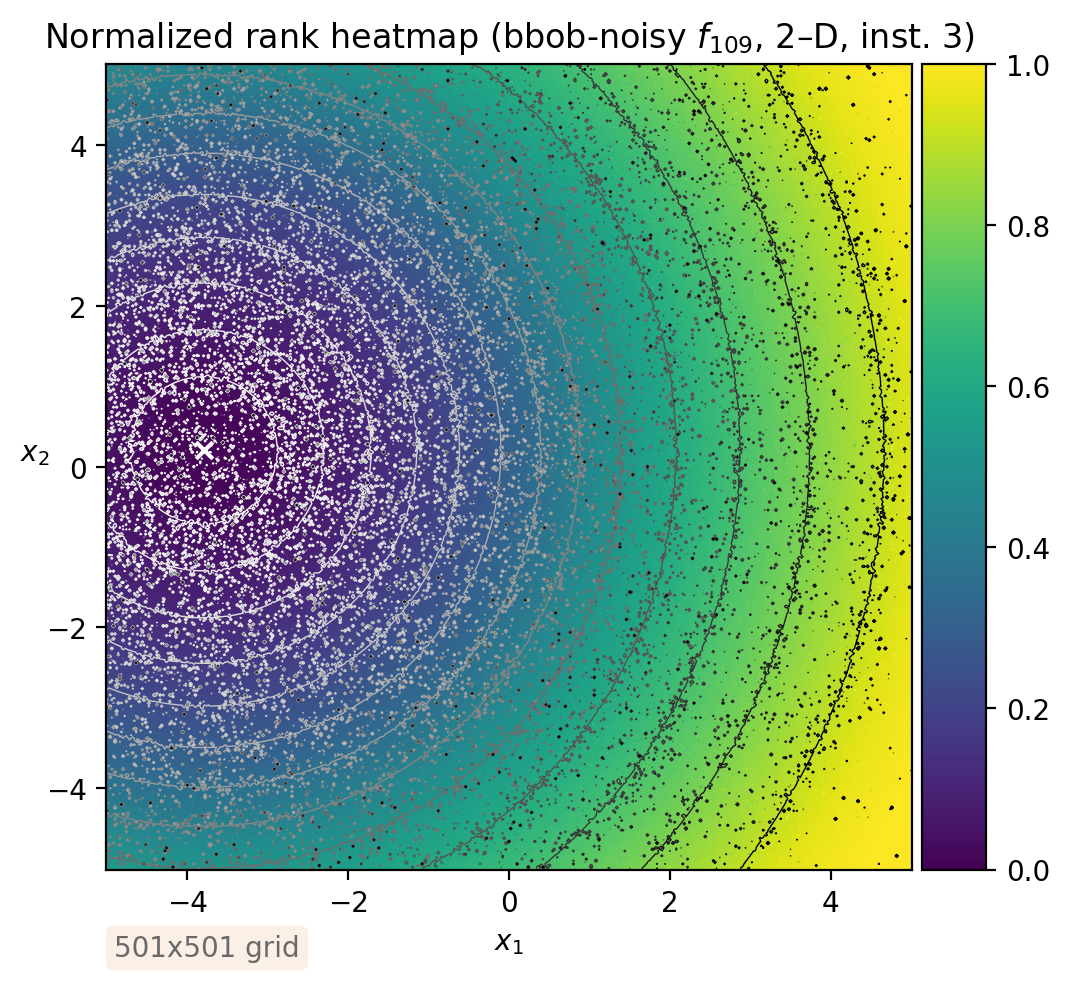 Normalized rank heatmap (bbob-noisy f109, 2–D, inst. 3)
1.0
0.8
0.6
0.4
0.2
0.0
4
2
0
−2
−4
x2
−4 −2 0 2 4
x1
501x501 grid